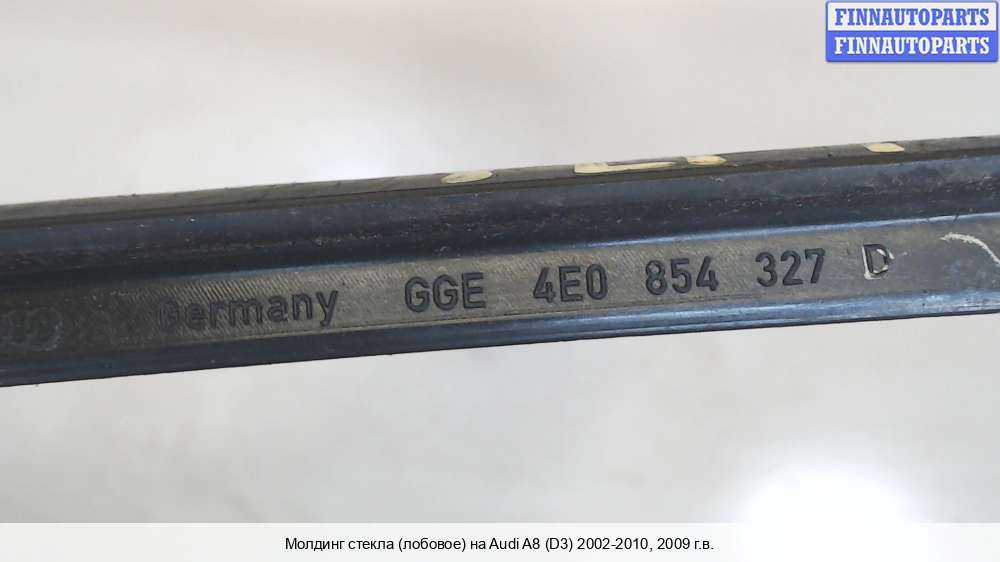 FINNAUTOPARTS
FINNAUTOPARTS
Germany GGE 4E0 854 327 D
Молдинг стекла (лобовое) на Audi A8 (D3) 2002-2010, 2009 г.в.